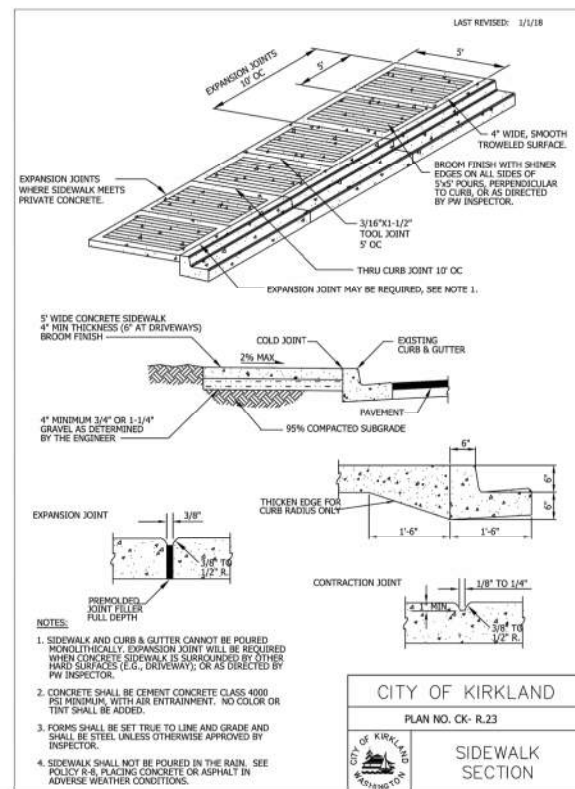 LAST REVISED: 1/1/18
EXPANSION JOINTS
10' OC
5'
5'
4" WIDE, SMOOTH
TROWELED SURFACE.
BROOM FINISH WITH SHINER
EDGES ON ALL SIDES OF
5'x5' POURS, PERPENDICULAR
TO CURB, OR AS DIRECTED
BY PW INSPECTOR.
EXPANSION JOINTS
WHERE SIDEWALK MEETS
PRIVATE CONCRETE.
3/16"X1-1/2"
TOOL JOINT
5' OC
THRU CURB JOINT 10' OC
EXPANSION JOINT MAY BE REQUIRED, SEE NOTE 1.
5' WIDE CONCRETE SIDEWALK
4" MIN THICKNESS (6" AT DRIVEWAYS)
BROOM FINISH
COLD JOINT
EXISTING
CURB & GUTTER
2% MAX
PAVEMENT
4" MINIMUM 3/4" OR 1-1/4"
GRAVEL AS DETERMINED
BY THE ENGINEER
95% COMPACTED SUBGRADE
6"
6"
6"
THICKEN EDGE FOR
CURB RADIUS ONLY
1'-6"
1'-6"
EXPANSION JOINT
3/8"
3/8" TO
1/2" R.
PREMOLDED
JOINT FILLER
FULL DEPTH
CONTRACTION JOINT
1/8" TO 1/4"
1" MIN.
3/8" TO
1/2" R.
NOTES:
1. SIDEWALK AND CURB & GUTTER CANNOT BE POURED
MONOLITHICALLY. EXPANSION JOINT WILL BE REQUIRED
WHEN CONCRETE SIDEWALK IS SURROUNDED BY OTHER
HARD SURFACES (E.G., DRIVEWAY); OR AS DIRECTED BY
PW INSPECTOR.
2. CONCRETE SHALL BE CEMENT CONCRETE CLASS 4000
PSI MINIMUM, WITH AIR ENTRAINMENT. NO COLOR OR
TINT SHALL BE ADDED.
3. FORMS SHALL BE SET TRUE TO LINE AND GRADE AND
SHALL BE STEEL UNLESS OTHERWISE APPROVED BY
INSPECTOR.
4. SIDEWALK SHALL NOT BE POURED IN THE RAIN. SEE
POLICY R-8, PLACING CONCRETE OR ASPHALT IN
ADVERSE WEATHER CONDITIONS.
CITY OF KIRKLAND
PLAN NO. CK- R.23
CITY OF KIRKLAND
WASHINGTON
SIDEWALK
SECTION